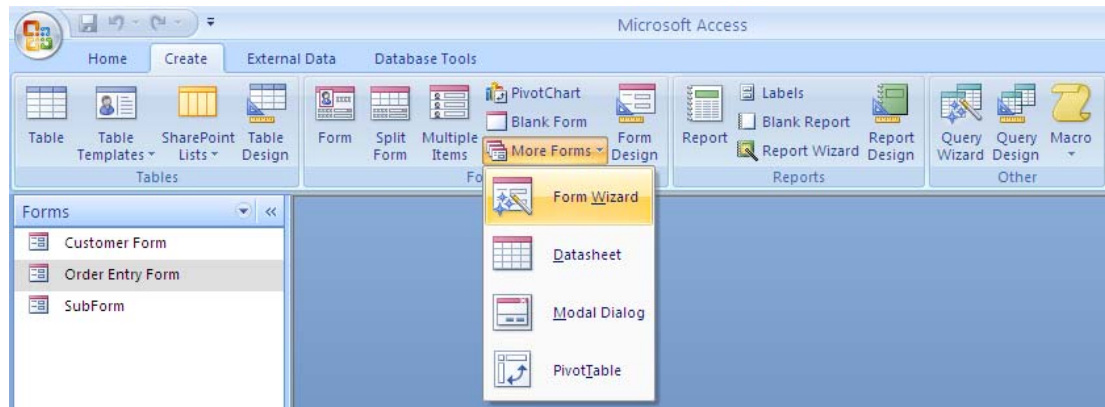 Microsoft Access
Home Create External Data Database Tools
Table
Table Templates
SharePoint Lists
Table Design
Tables
Form
Split Form
Multiple Items
PivotChart
Blank Form
More Forms
Form Design
Fo
Report
Labels
Blank Report
Report Wizard
Report Design
Reports
Query Wizard
Query Design
Macro
Other
Forms
Customer Form
Order Entry Form
SubForm
Form Wizard
Datasheet
Modal Dialog
PivotTable